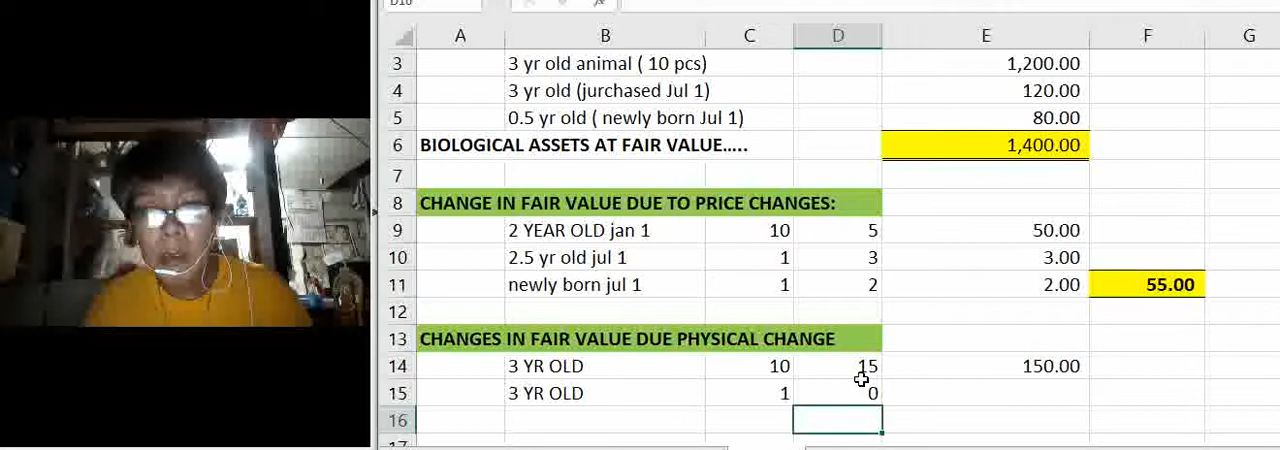 D16
A B C D E F G
3 3 yr old animal ( 10 pcs) 1,200.00
4 3 yr old (jurchased Jul 1) 120.00
5 0.5 yr old ( newly born Jul 1) 80.00
6 BIOLOGICAL ASSETS AT FAIR VALUE..... 1,400.00
7
8 CHANGE IN FAIR VALUE DUE TO PRICE CHANGES:
9 2 YEAR OLD jan 1 10 5 50.00
10 2.5 yr old jul 1 1 3 3.00
11 newly born jul 1 1 2 2.00 55.00
12
13 CHANGES IN FAIR VALUE DUE PHYSICAL CHANGE
14 3 YR OLD 10 15 150.00
15 3 YR OLD 1 0
16
17